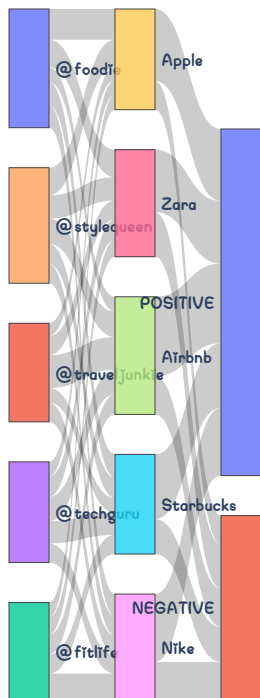 @foodie
@stylequeen
@traveljunkie
@techguru
@fitlife
Apple
Zara
Airbnb
Starbucks
Nike
POSITIVE
NEGATIVE